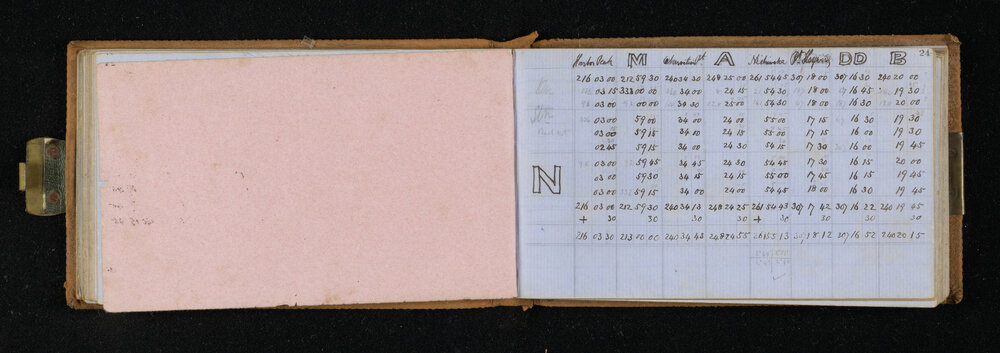 24
Harbor Peak M Observation Pt A DD B
216 03 00 212 59 30 240 34 30 248 25 00 261 54 45 307 18 00 307 16 30 240 20 00
03 15 333 00 00 34 00 24 15 54 30 18 00 16 45 19 30
03 00 00 00 34 30 25 00 54 30 18 00 16 30 20 00
03 00 59 00 34 00 24 00 55 00 17 15 16 30 19 30
03 00 59 15 34 10 24 15 55 00 17 15 16 00 19 30
02 45 59 15 34 00 24 30 54 15 17 30 16 30 19 45
N
03 00 59 45 34 45 24 30 54 45 17 30 16 15 20 00
03 00 59 30 34 15 24 15 55 00 17 45 16 15 19 45
03 00 59 15 34 00 24 00 54 45 18 00 16 30 19 45
216 03 00 212 59 30 240 34 13 248 24 25 261 54 43 307 17 42 307 16 22 240 19 45
+ 30 30 30 30 + 30 30 30 30
216 03 30 213 00 00 240 34 43 248 24 55 261 55 13 307 18 12 307 16 52 240 20 15